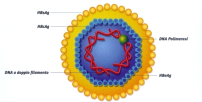 HBsAg
HBcAg
DNA Polimerasi
DNA a doppio filamento
HBeAg